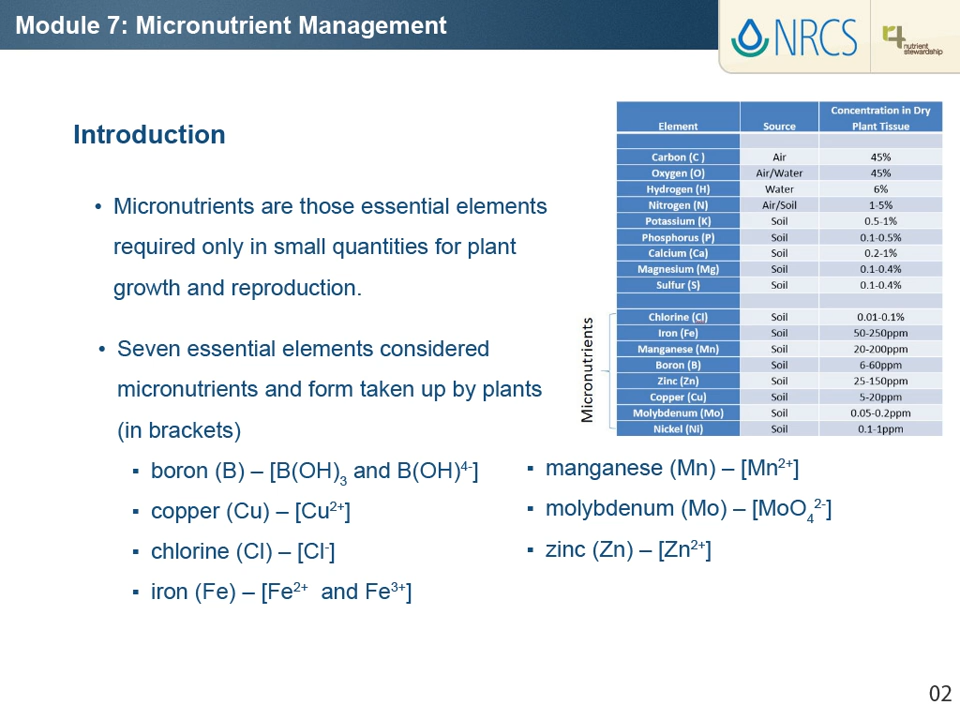 Module 7: Micronutrient Management
NRCS
nutrient
stewardship
Introduction
• Micronutrients are those essential elements
required only in small quantities for plant
growth and reproduction.
• Seven essential elements considered
micronutrients and form taken up by plants
(in brackets)
▪ boron (B) – [B(OH)₃ and B(OH)⁴⁻]
▪ copper (Cu) – [Cu²⁺]
▪ chlorine (Cl) – [Cl⁻]
▪ iron (Fe) – [Fe²⁺ and Fe³⁺]
▪ manganese (Mn) – [Mn²⁺]
▪ molybdenum (Mo) – [MoO₄²⁻]
▪ zinc (Zn) – [Zn²⁺]
Element Source Concentration in Dry Plant Tissue
Carbon (C ) Air 45%
Oxygen (O) Air/Water 45%
Hydrogen (H) Water 6%
Nitrogen (N) Air/Soil 1-5%
Potassium (K) Soil 0.5-1%
Phosphorus (P) Soil 0.1-0.5%
Calcium (Ca) Soil 0.2-1%
Magnesium (Mg) Soil 0.1-0.4%
Sulfur (S) Soil 0.1-0.4%
Micronutrients
Chlorine (Cl) Soil 0.01-0.1%
Iron (Fe) Soil 50-250ppm
Manganese (Mn) Soil 20-200ppm
Boron (B) Soil 6-60ppm
Zinc (Zn) Soil 25-150ppm
Copper (Cu) Soil 5-20ppm
Molybdenum (Mo) Soil 0.05-0.2ppm
Nickel (Ni) Soil 0.1-1ppm
02